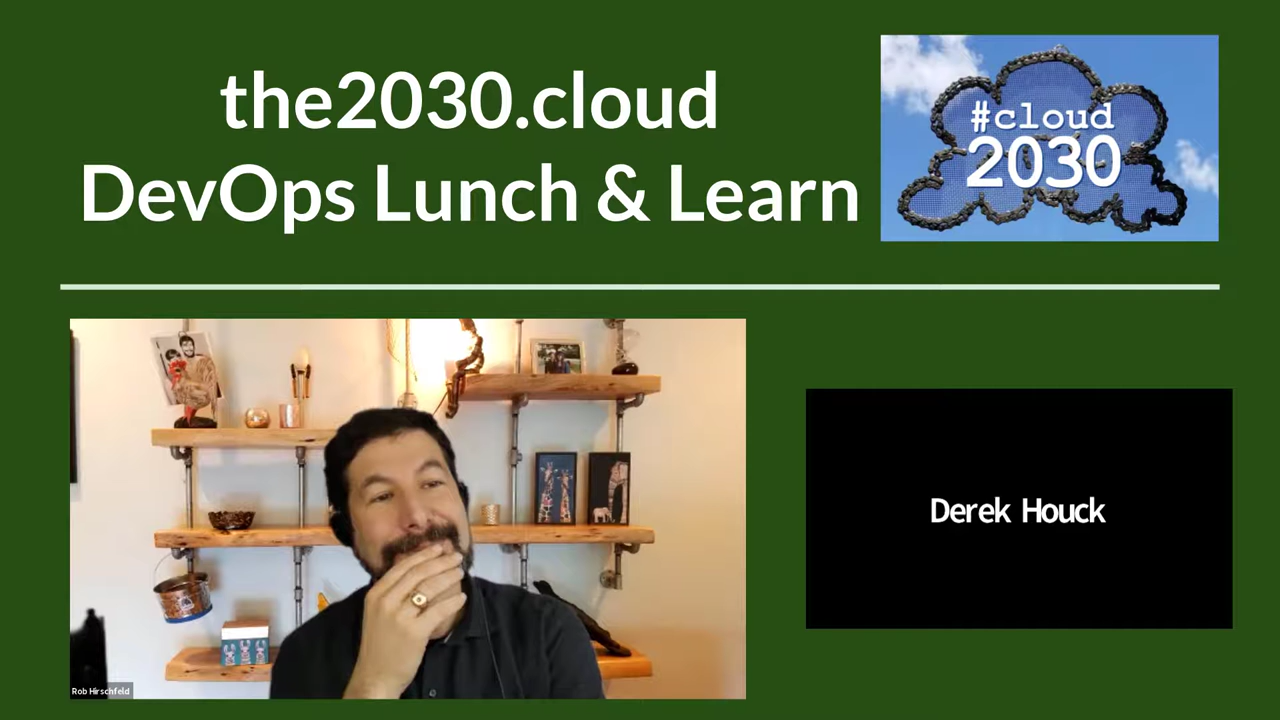 the2030.cloud
DevOps Lunch & Learn
#cloud
2030
Derek Houck
Rob Hirschfeld